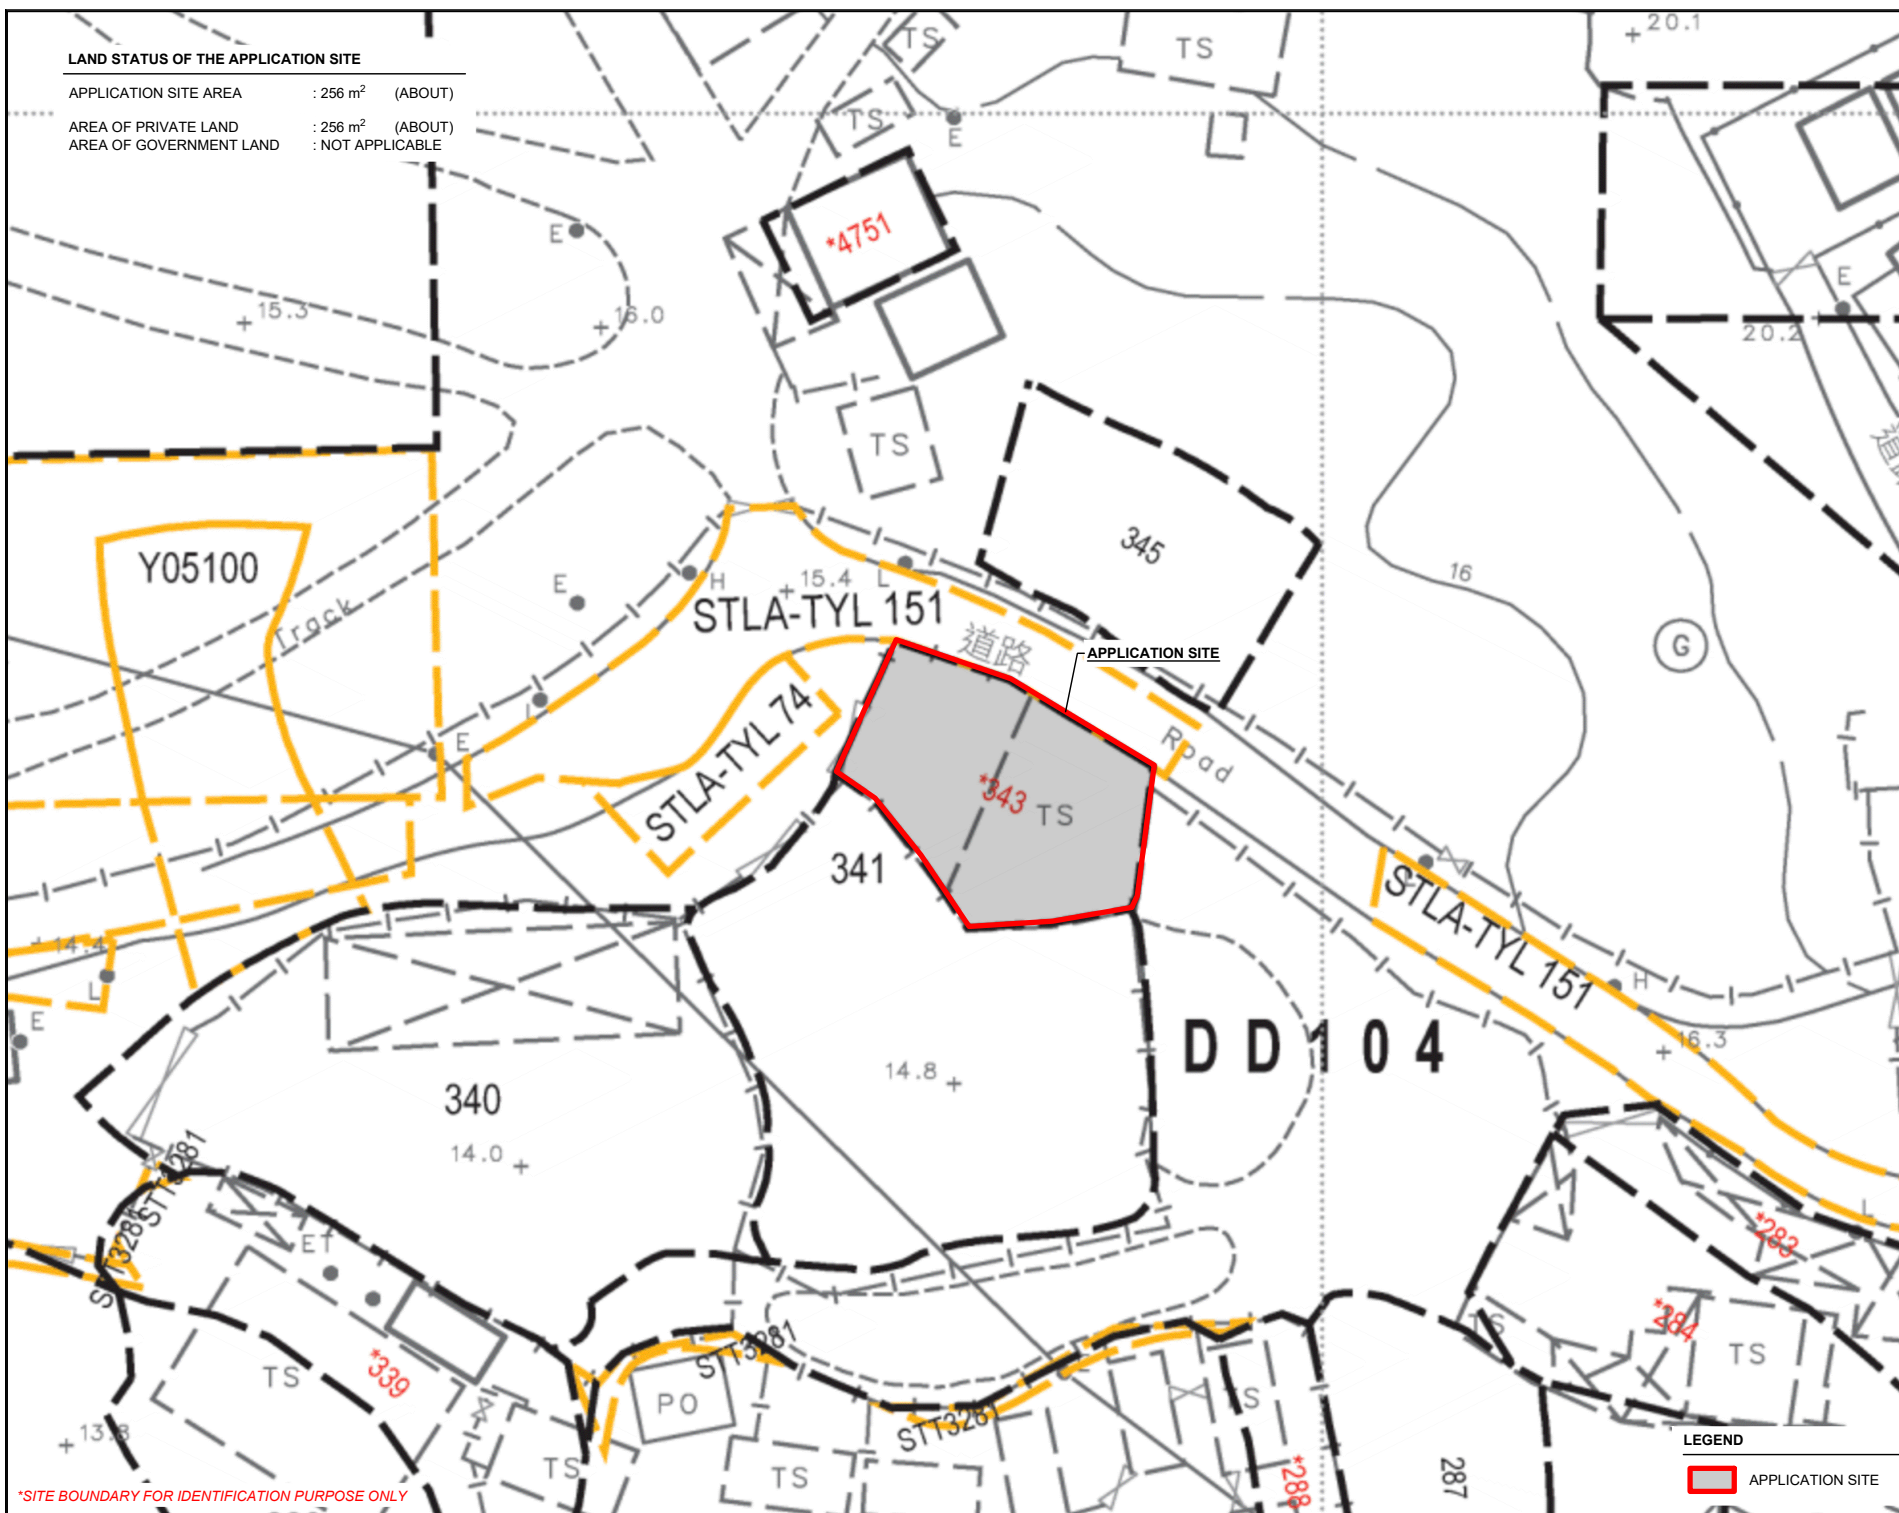 LAND STATUS OF THE APPLICATION SITE
APPLICATION SITE AREA : 256 m² (ABOUT)
AREA OF PRIVATE LAND : 256 m² (ABOUT)
AREA OF GOVERNMENT LAND : NOT APPLICABLE
TS
TS
20.1
TS
E
*4751
E
E
15.3
16.0
20.2
TS
345
Y05100
E
H
15.4
L
16
STLA-TYL 151
道路
APPLICATION SITE
G
Track
STLA-TYL 74
L
E
Road
*343
TS
341
STLA-TYL 151
14.4
L
E
H
DD 104
16.3
14.8
340
14.0
STT3281
STT3281
ET
*283
L
*284
TS
TS
TS
*339
STT3281
PO
TS
STT3281
13.8
TS
TS
*288
287
LEGEND
APPLICATION SITE
*SITE BOUNDARY FOR IDENTIFICATION PURPOSE ONLY